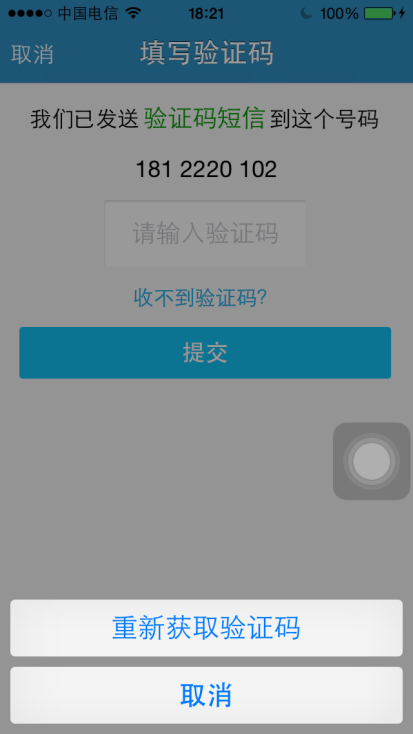 中国电信 18:21 100%
取消 填写验证码
我们已发送 验证码短信 到这个号码
181 2220 102
请输入验证码
收不到验证码?
提交
重新获取验证码
取消